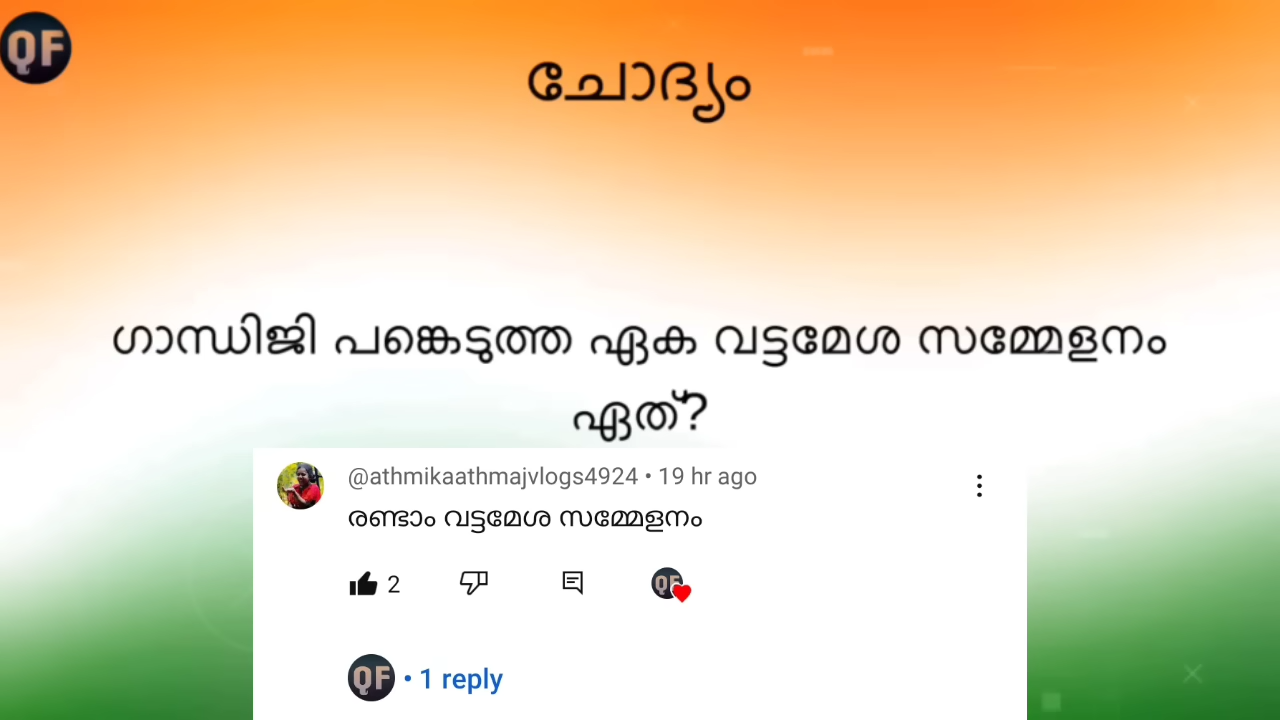 QF
ചോദ്യം
ഗാന്ധിജി പങ്കെടുത്ത ഏക വട്ടമേശ സമ്മേളനം
ഏത്?
@athmikaathmajvlogs4924 • 19 hr ago
രണ്ടാം വട്ടമേശ സമ്മേളനം
2
QF
QF • 1 reply